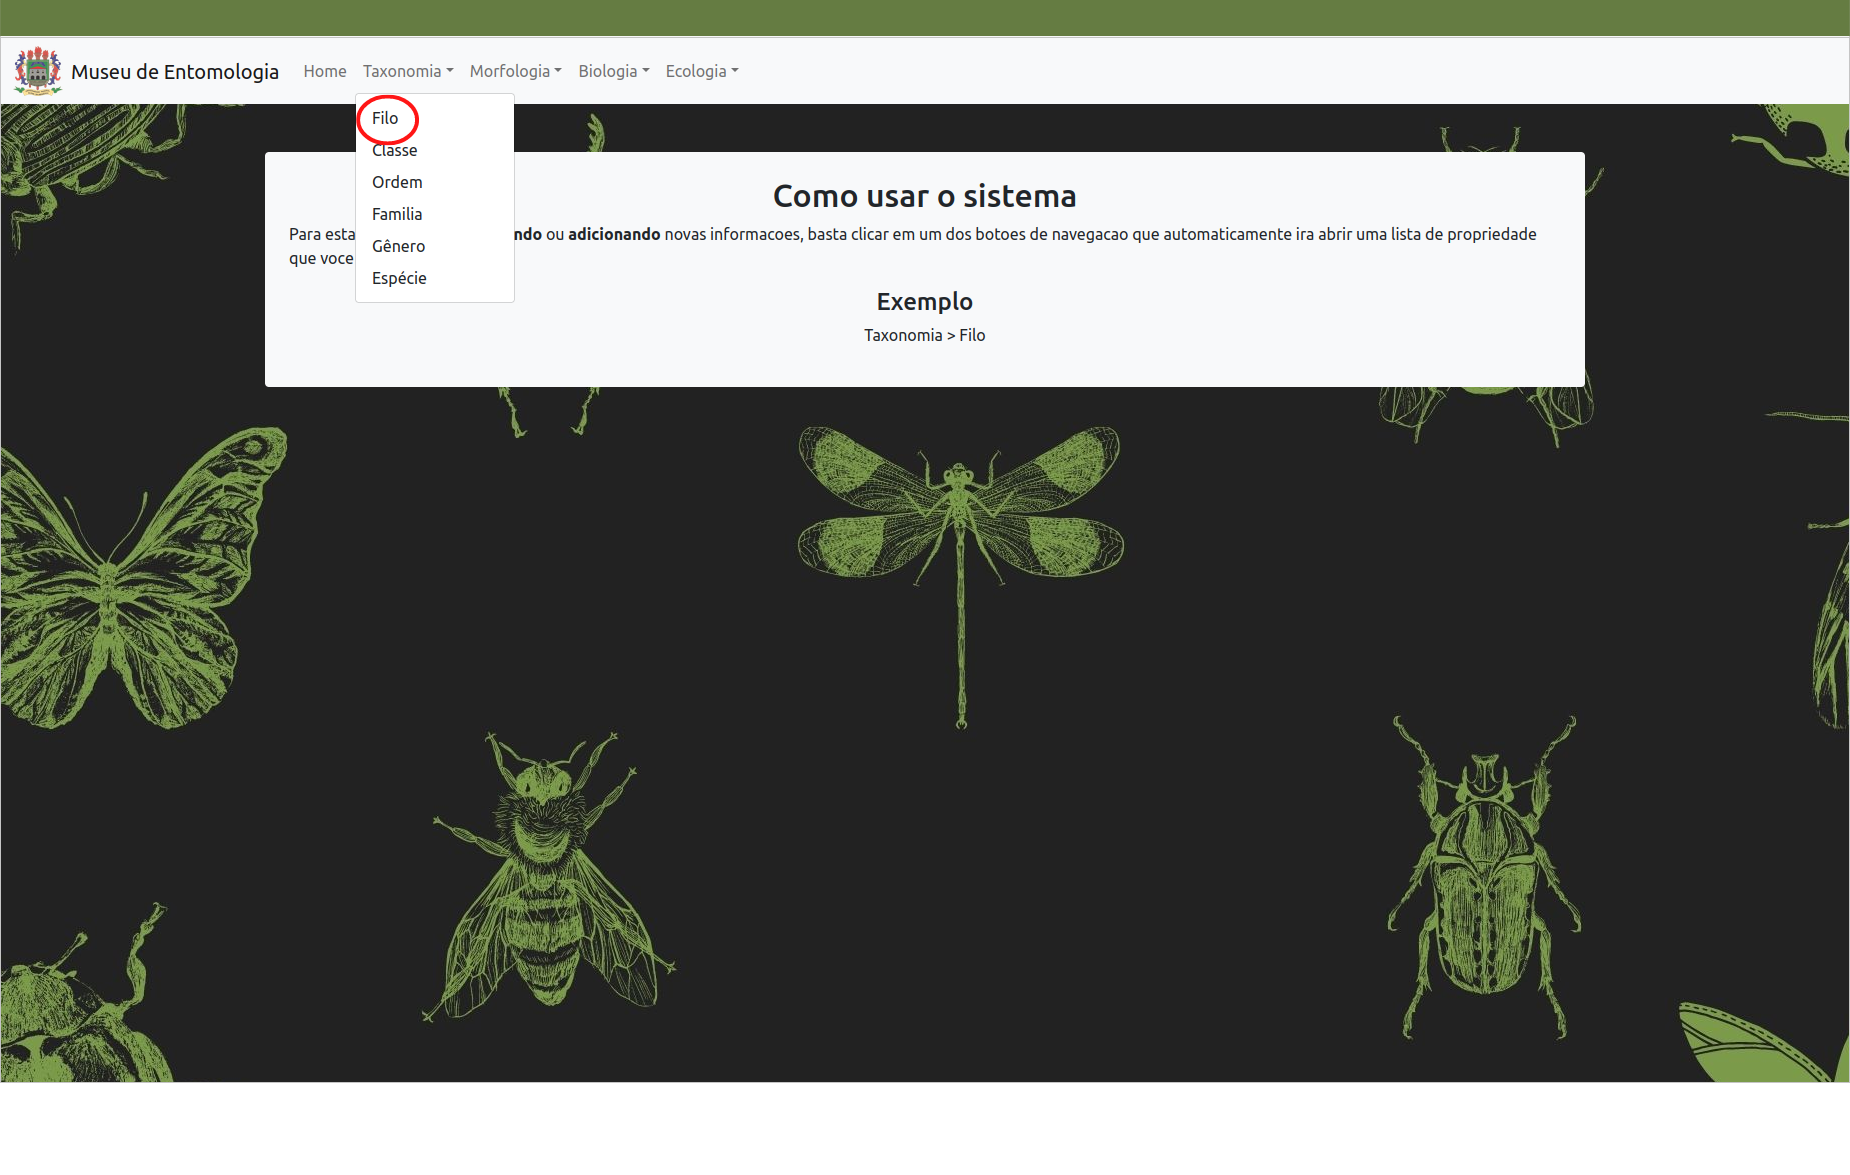 Museu de Entomologia Home Taxonomia Morfologia Biologia Ecologia
Filo
Classe
Ordem
Familia
Gênero
Espécie
Como usar o sistema
Para esta ndo ou adicionando novas informacoes, basta clicar em um dos botoes de navegacao que automaticamente ira abrir uma lista de propriedade
que voce
Exemplo
Taxonomia > Filo